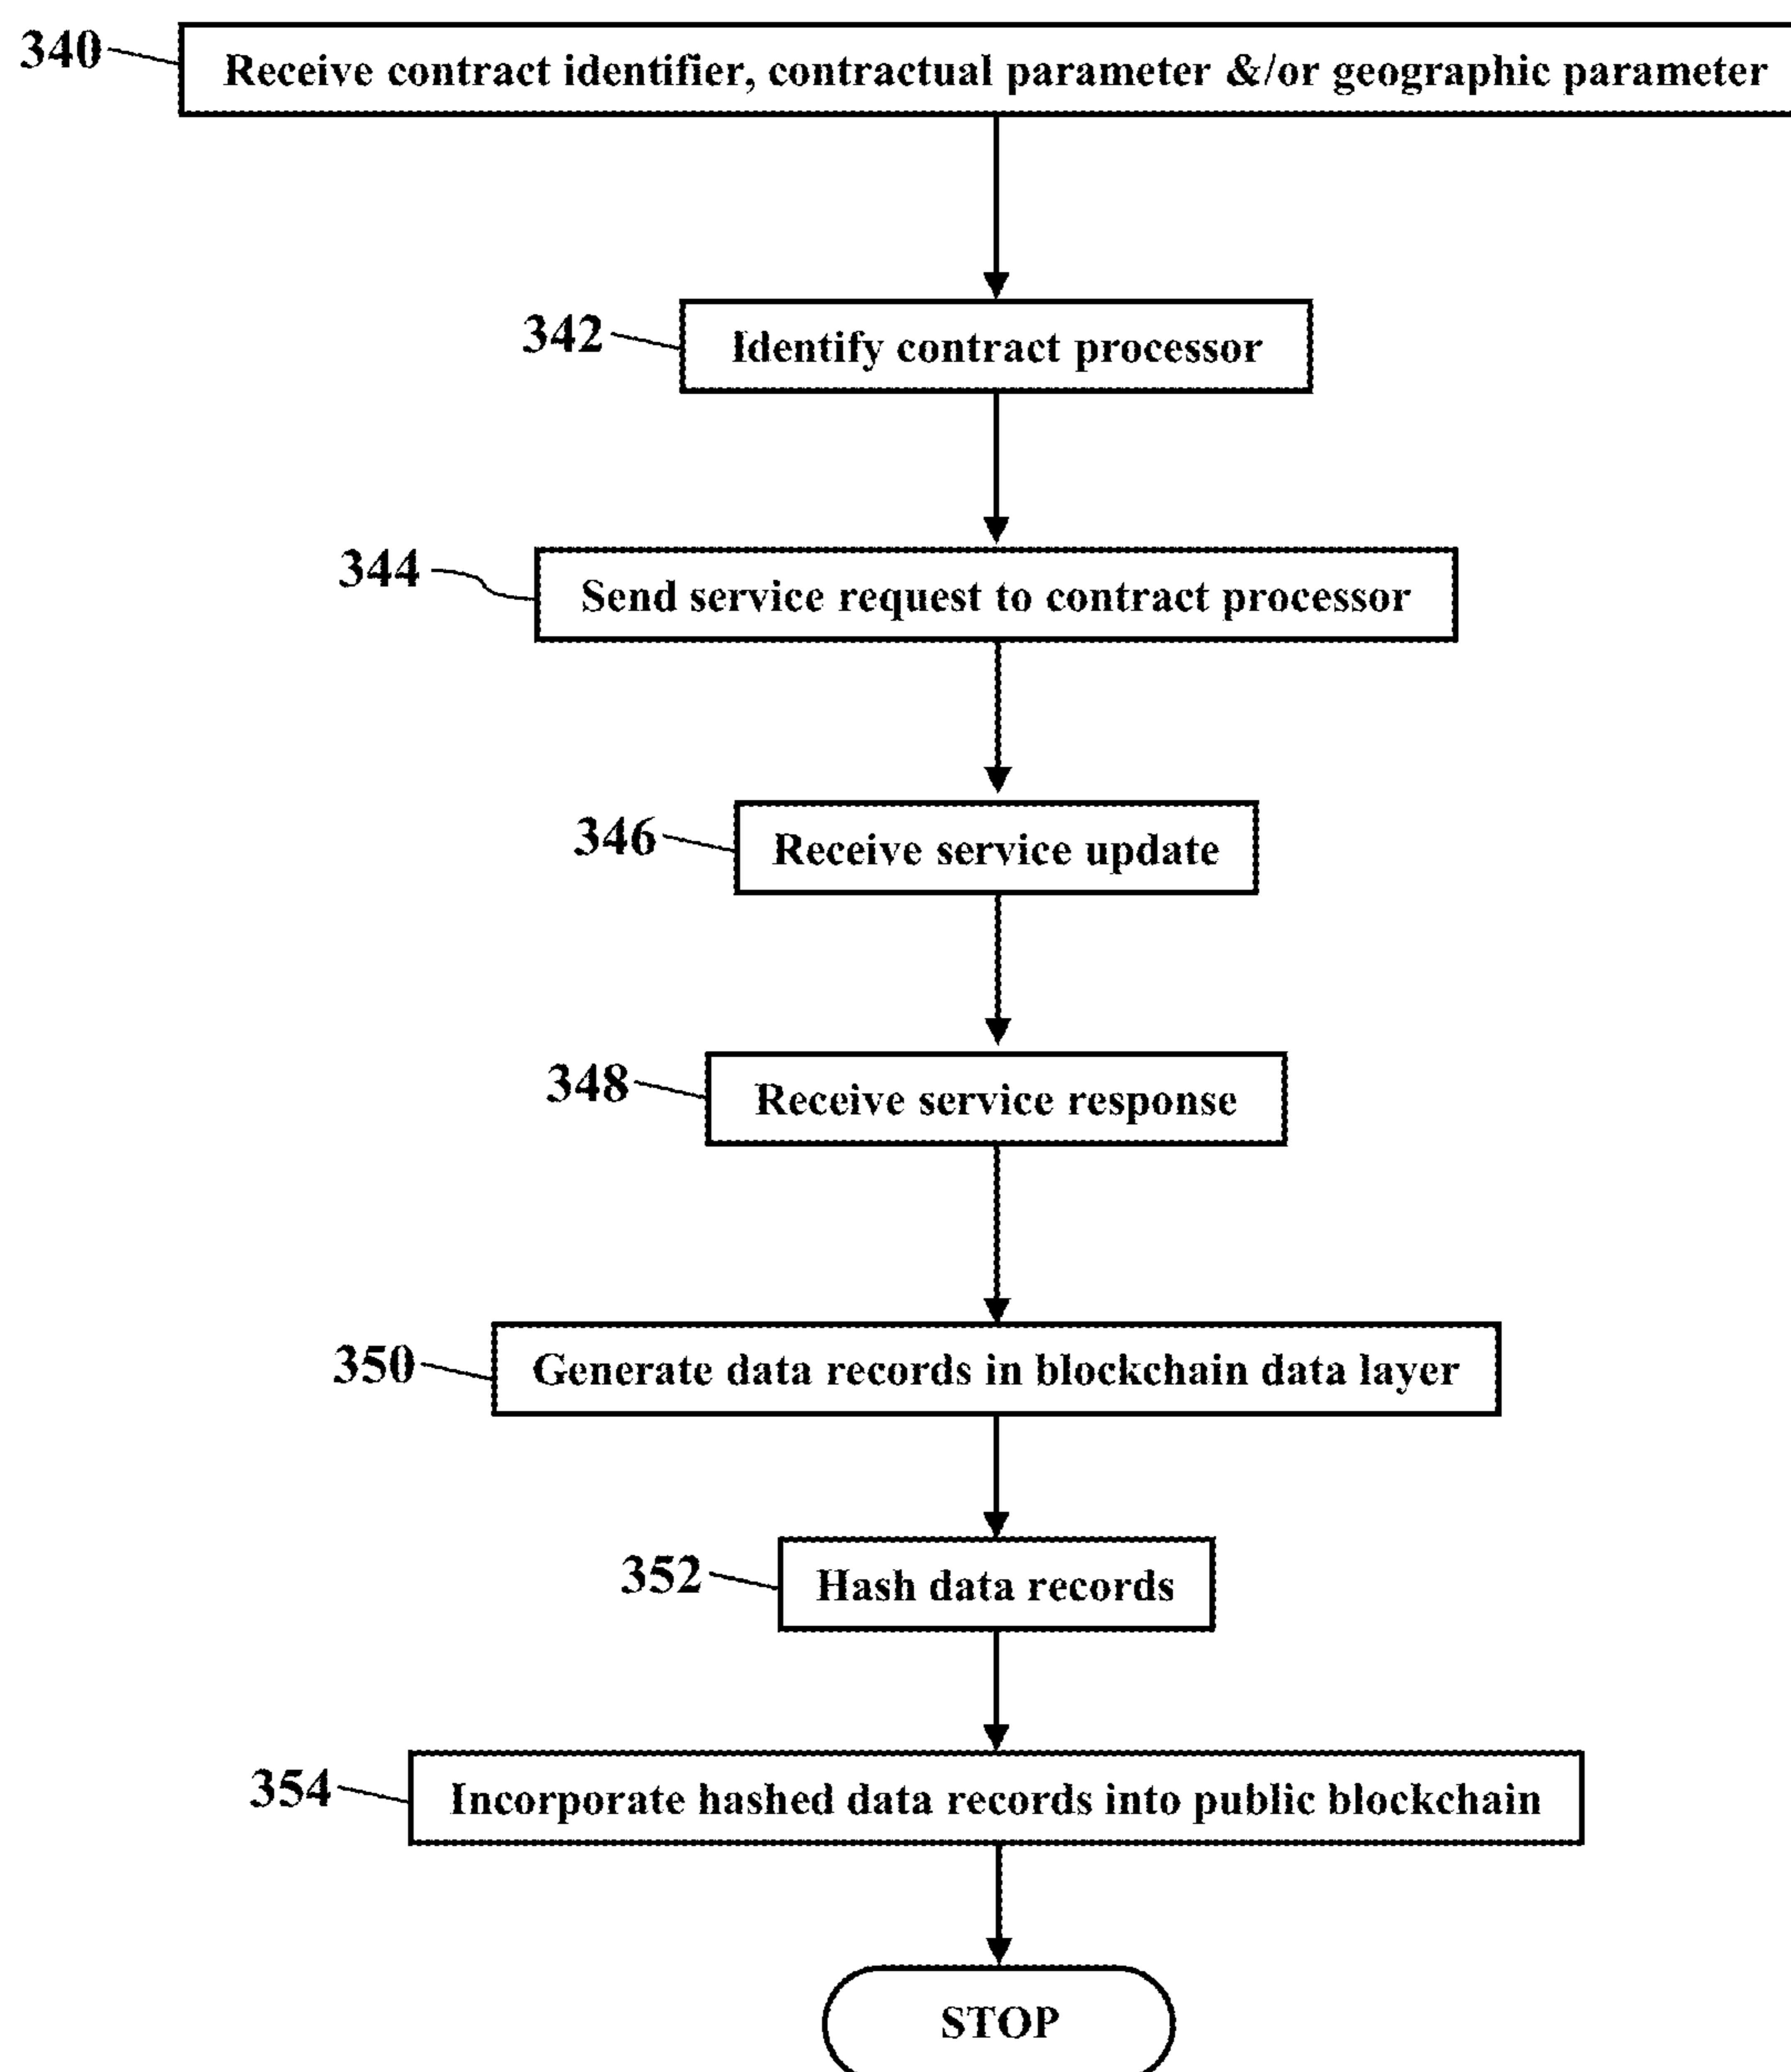 340
Receive contract identifier, contractual parameter &/or geographic parameter
342
Identify contract processor
344
Send service request to contract processor
346
Receive service update
348
Receive service response
350
Generate data records in blockchain data layer
352
Hash data records
354
Incorporate hashed data records into public blockchain
STOP